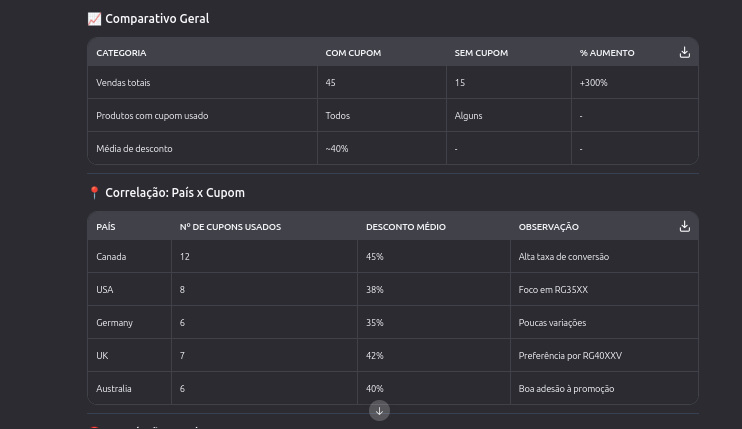 📈 Comparativo Geral
CATEGORIA COM CUPOM SEM CUPOM % AUMENTO
Vendas totais 45 15 +300%
Produtos com cupom usado Todos Alguns -
Média de desconto ~40% - -
📍 Correlação: País x Cupom
PAÍS Nº DE CUPONS USADOS DESCONTO MÉDIO OBSERVAÇÃO
Canada 12 45% Alta taxa de conversão
USA 8 38% Foco em RG35XX
Germany 6 35% Poucas variações
UK 7 42% Preferência por RG40XXV
Australia 6 40% Boa adesão à promoção